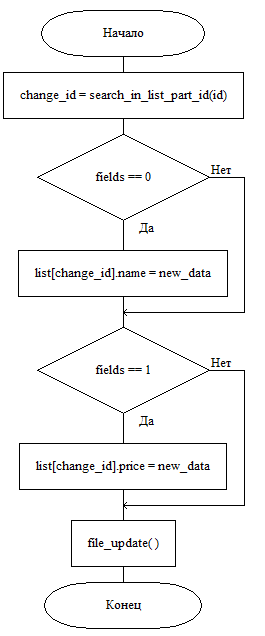 Начало
change_id = search_in_list_part_id(id)
fields == 0
Нет
Да
list[change_id].name = new_data
fields == 1
Нет
Да
list[change_id].price = new_data
file_update( )
Конец